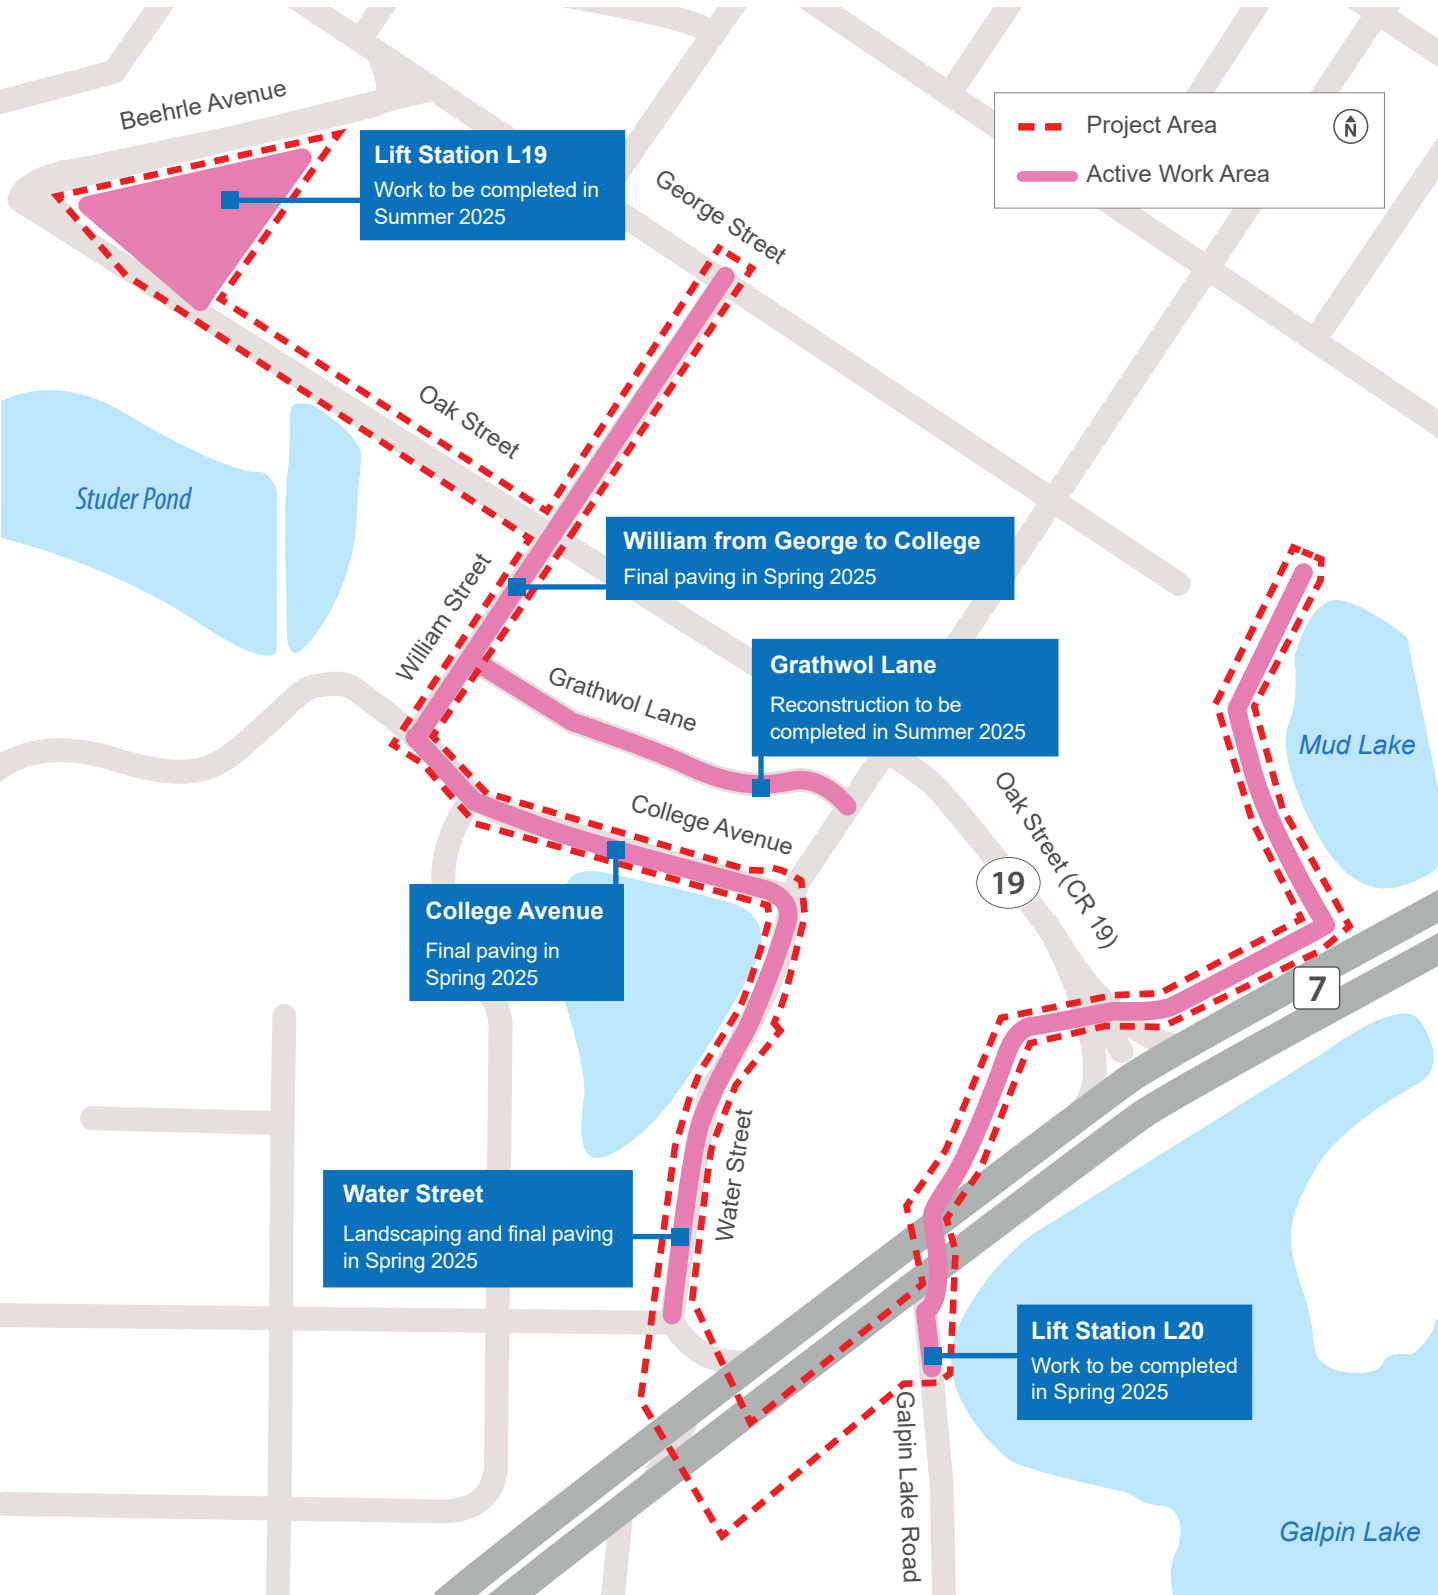 Beehrle Avenue
Lift Station L19
Work to be completed in
Summer 2025
George Street
Project Area
N
Active Work Area
Oak Street
Studer Pond
William from George to College
Final paving in Spring 2025
William Street
Grathwol Lane
Grathwol Lane
Reconstruction to be
completed in Summer 2025
Mud Lake
College Avenue
Oak Street (CR 19)
19
College Avenue
Final paving in
Spring 2025
7
Water Street
Water Street
Landscaping and final paving
in Spring 2025
Lift Station L20
Work to be completed
in Spring 2025
Galpin Lake Road
Galpin Lake